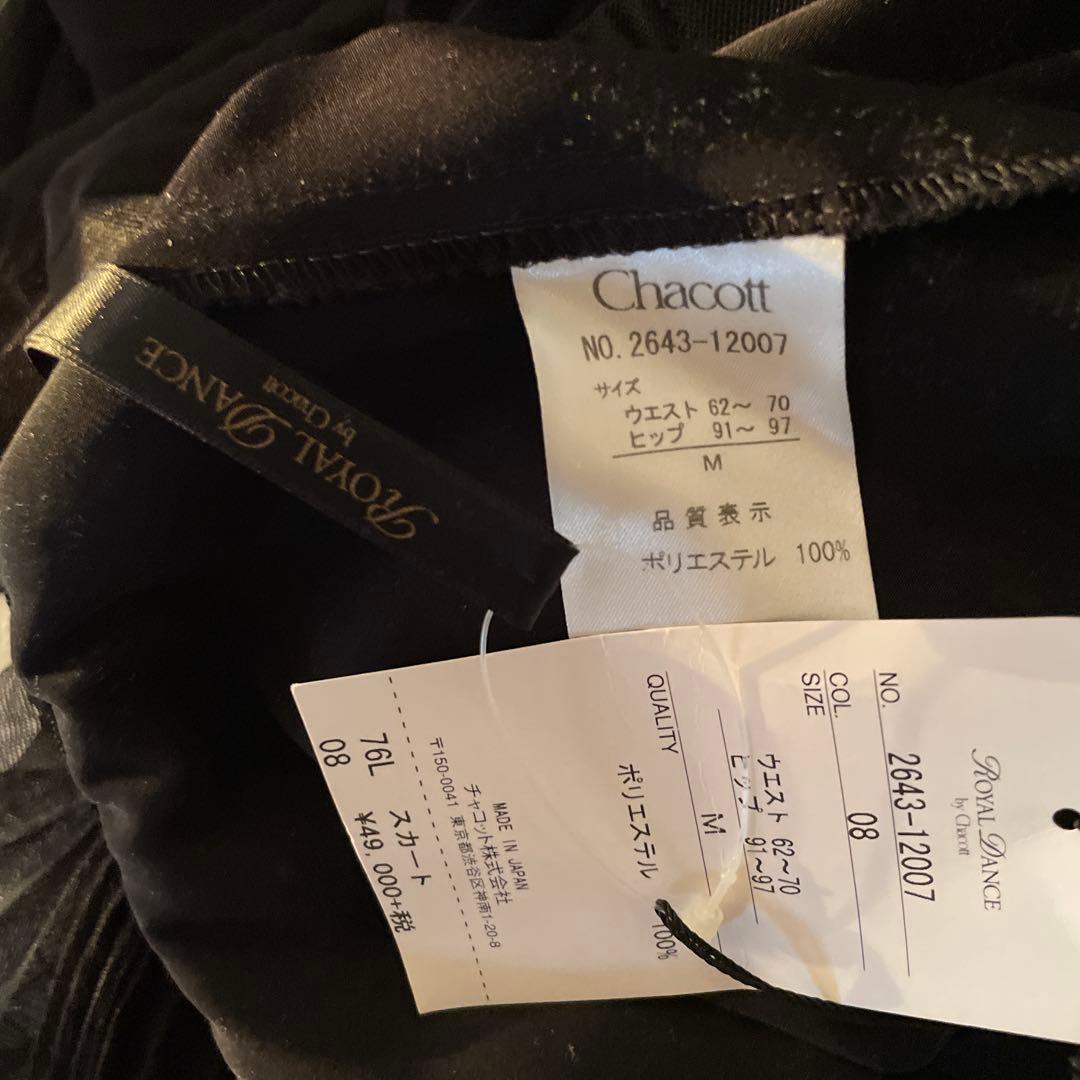 Chacott
NO. 2643-12007
サイズ
ウエスト 62〜 70
ヒップ 91〜 97
M
品質表示
ポリエステル 100%
ROYAL DANCE
by Chacott
ROYAL DANCE
by Chacott
NO. 2643-12007
COL. 08
SIZE
ウエスト 62〜70
ヒップ 91〜97
M
QUALITY
ポリエステル 100%
MADE IN JAPAN
チャコット株式会社
〒150-0041 東京都渋谷区神南1-20-8
76L スカート ¥49,000+税
08